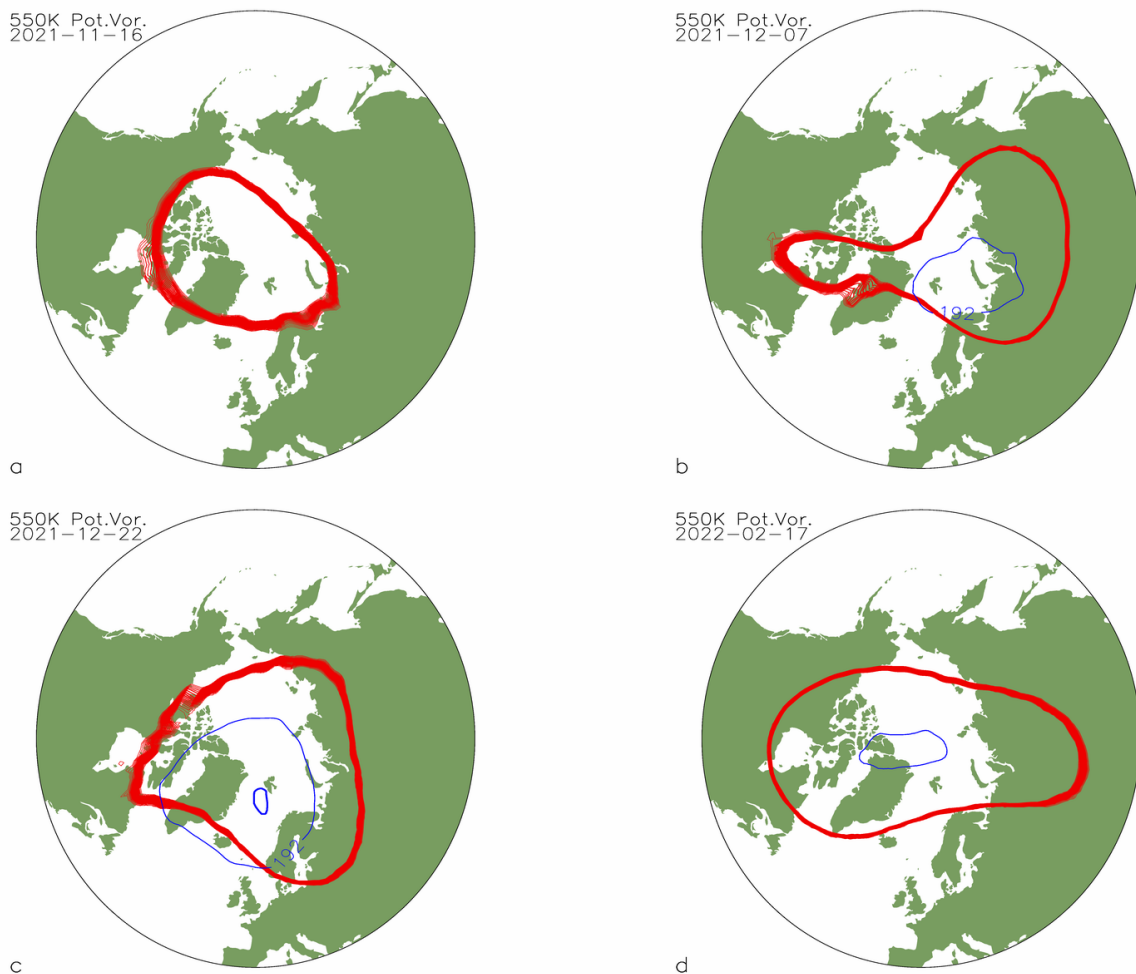 550K Pot.Vor.
2021-11-16
a
550K Pot.Vor.
2021-12-07
192
b
550K Pot.Vor.
2021-12-22
192
c
550K Pot.Vor.
2022-02-17
d